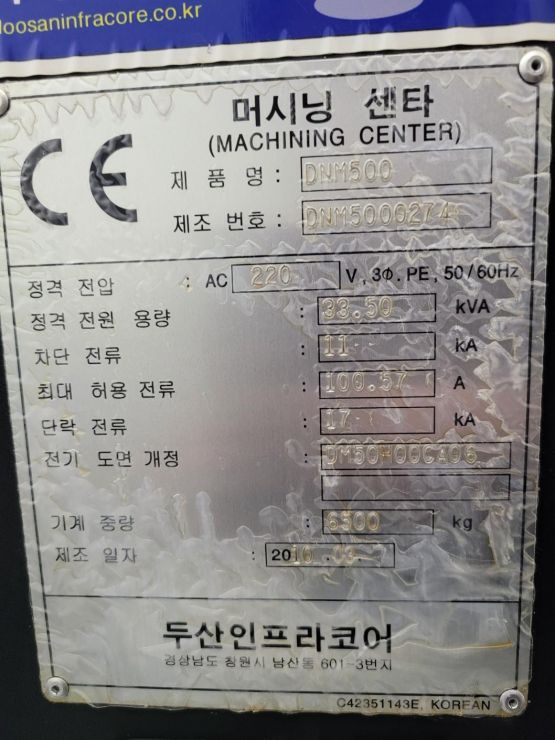 doosaninfracore.co.kr
CE
머시닝 센타
(MACHINING CENTER)
제 품 명 : DNM500
제조 번호 : DNM5000274
정격 전압 : AC 220 V, 3Φ. PE, 50/60Hz
정격 전원 용량 : 33.50 kVA
차단 전류 : 11 kA
최대 허용 전류 : 100.57 A
단락 전류 : 17 kA
전기 도면 개정 : DM50-00CA06
기계 중량 : 6500 kg
제조 일자 : 2010.03.
두산인프라코어
경상남도 창원시 남산동 601-3번지
C42351143E, KOREAN